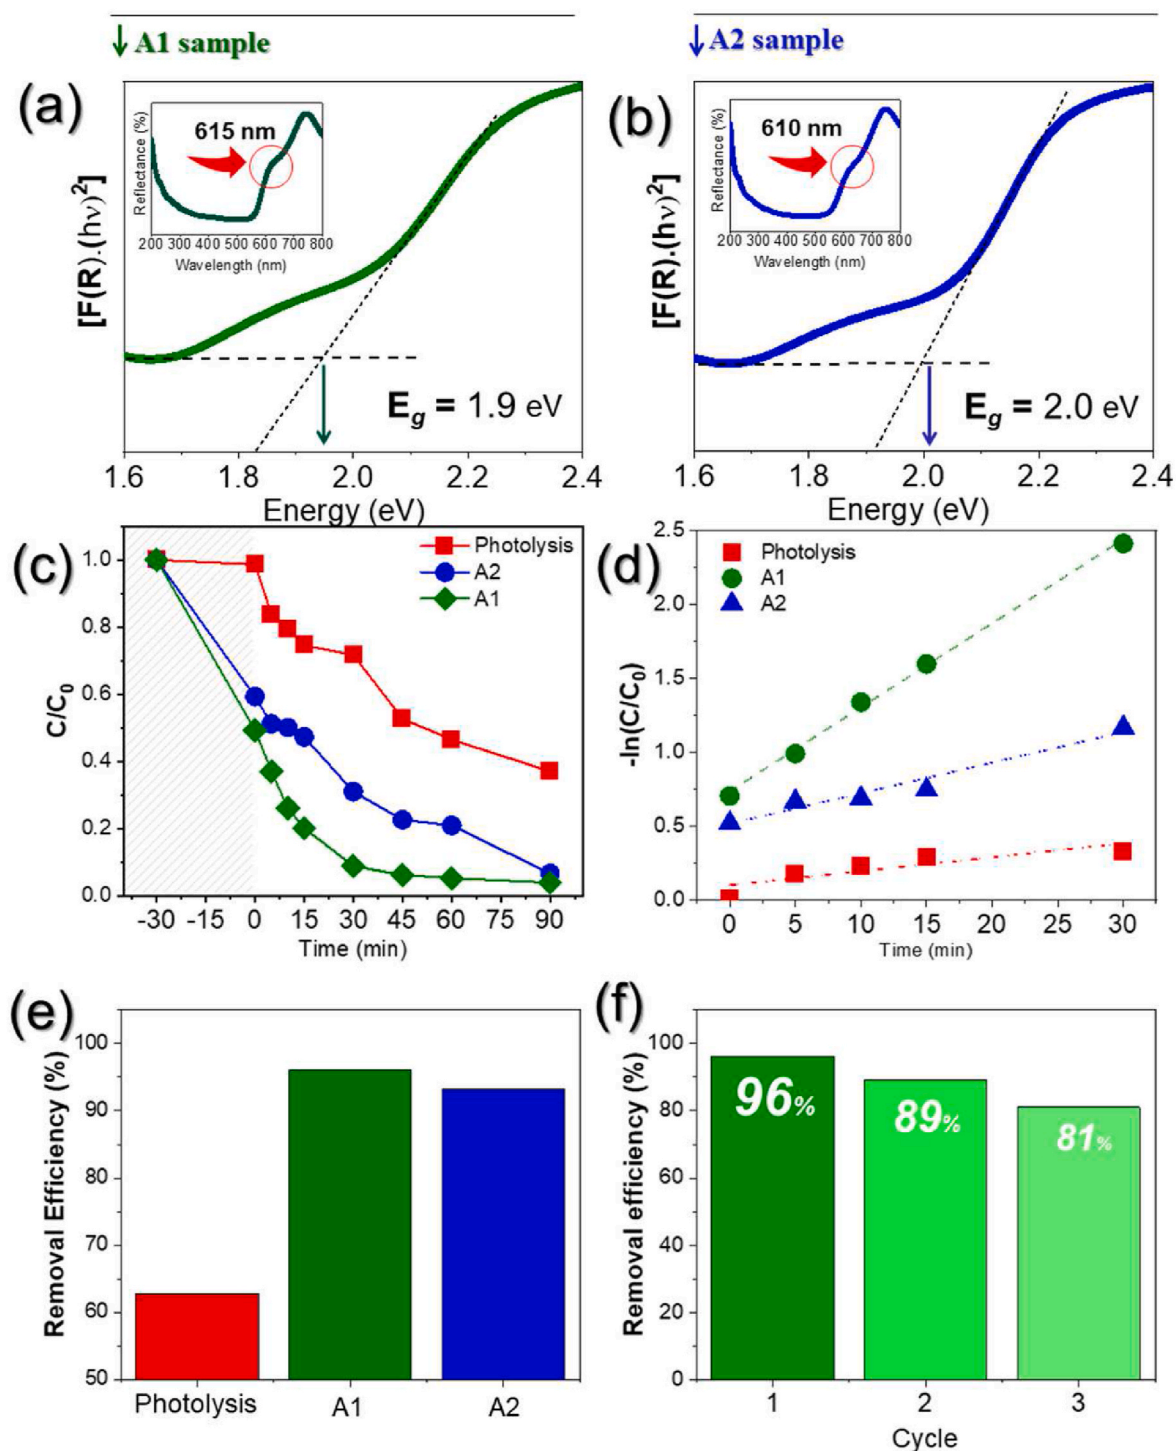 A1 sample
A2 sample
(a)
[F(R).(hν)²]
Reflectance (%)
615 nm
200 300 400 500 600 700 800
Wavelength (nm)
E_g = 1.9 eV
1.6 1.8 2.0 2.2 2.4
Energy (eV)
(b)
[F(R).(hν)²]
Reflectance (%)
610 nm
200 300 400 500 600 700 800
Wavelength (nm)
E_g = 2.0 eV
1.6 1.8 2.0 2.2 2.4
Energy (eV)
(c)
C/C₀
1.0
0.8
0.6
0.4
0.2
0.0
Photolysis
A2
A1
-30 -15 0 15 30 45 60 75 90
Time (min)
(d)
-ln(C/C₀)
2.5
2.0
1.5
1.0
0.5
0.0
Photolysis
A1
A2
0 5 10 15 20 25 30
Time (min)
(e)
Removal Efficiency (%)
100
90
80
70
60
50
Photolysis A1 A2
(f)
Removal efficiency (%)
100
80
60
40
20
0
96%
89%
81%
1 2 3
Cycle